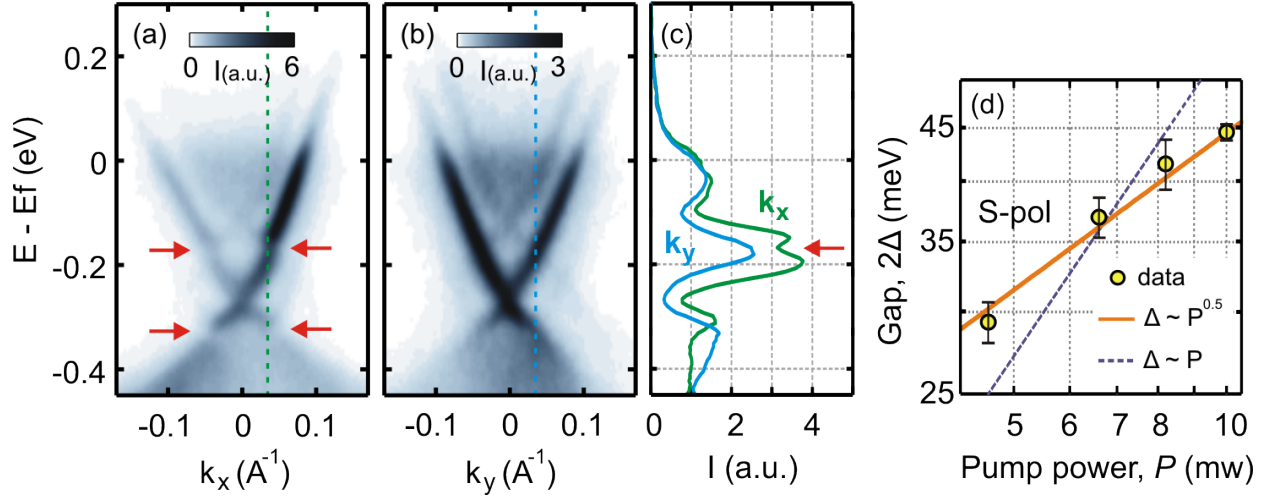 (a)
0 I(a.u.) 6
0.2
0
-0.2
-0.4
E - Ef (eV)
-0.1 0 0.1
kx (A-1)
(b)
0 I(a.u.) 3
-0.1 0 0.1
ky (A-1)
(c)
kx
ky
0 2 4
I (a.u.)
(d)
45
35
25
Gap, 2Δ (meV)
S-pol
data
Δ ~ P0.5
Δ ~ P
5 6 7 8 10
Pump power, P (mw)